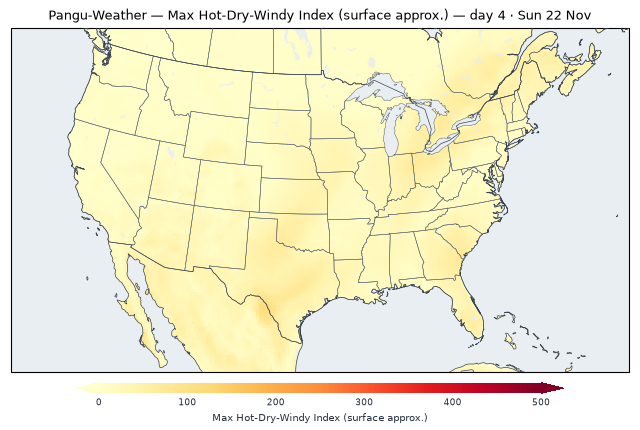 Pangu-Weather — Max Hot-Dry-Windy Index (surface approx.) — day 4 · Sun 22 Nov
0 100 200 300 400 500
Max Hot-Dry-Windy Index (surface approx.)